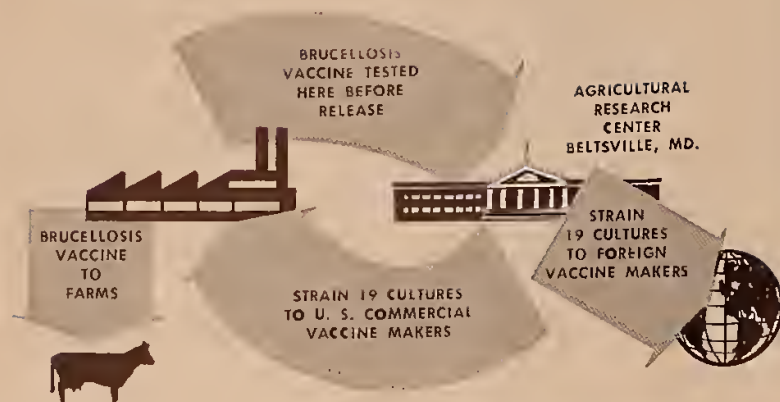 BRUCELLOSIS
VACCINE TESTED
HERE BEFORE
RELEASE
AGRICULTURAL
RESEARCH
CENTER
BELTSVILLE, MD.
BRUCELLOSIS
VACCINE
TO
FARMS
STRAIN 19 CULTURES
TO U. S. COMMERCIAL
VACCINE MAKERS
STRAIN
19 CULTURES
TO FOREIGN
VACCINE MAKERS